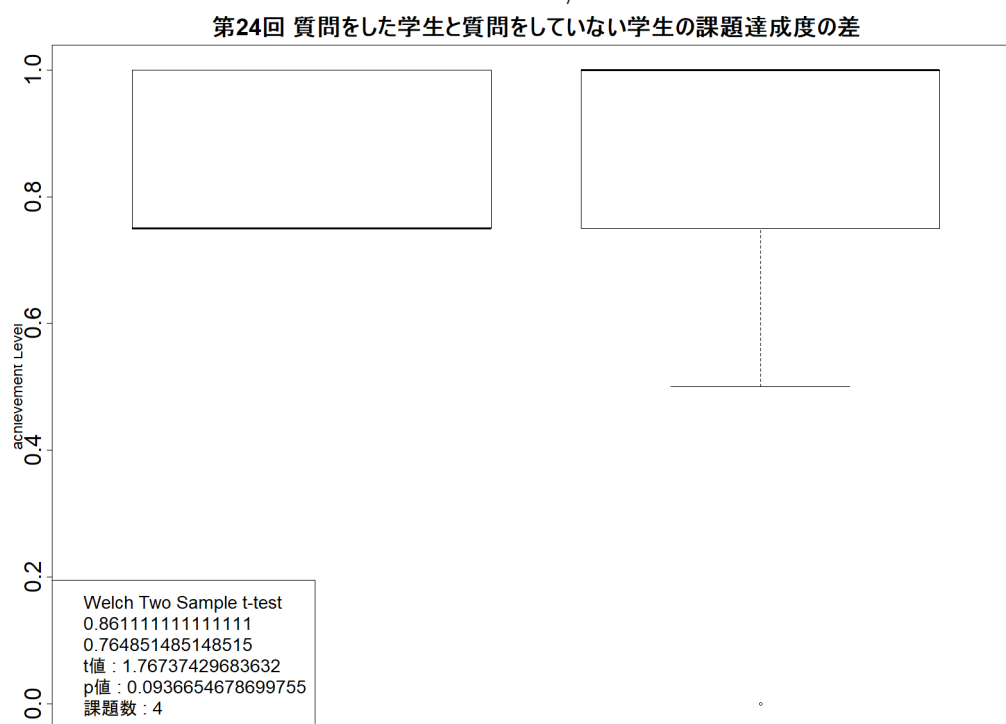 第24回 質問をした学生と質問をしていない学生の課題達成度の差
1.0
0.8
0.6
0.4
0.2
0.0
achievement Level
Welch Two Sample t-test
0.861111111111111
0.764851485148515
t値 : 1.76737429683632
p値 : 0.0936654678699755
課題数 : 4